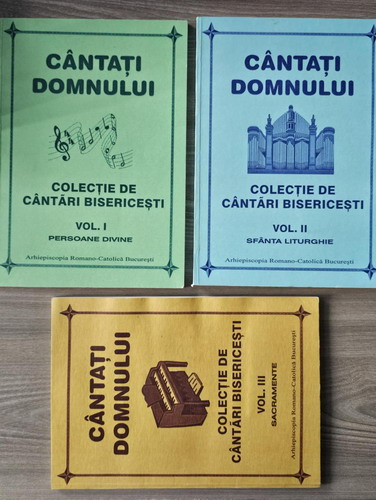 CÂNTAȚI
DOMNULUI
COLECȚIE DE
CÂNTĂRI BISERICEȘTI
VOL. I
PERSOANE DIVINE
Arhiepiscopia Romano-Catolică București
CÂNTAȚI
DOMNULUI
COLECȚIE DE
CÂNTĂRI BISERICEȘTI
VOL. II
SFÂNTA LITURGHIE
Arhiepiscopia Romano-Catolică București
CÂNTAȚI
DOMNULUI
COLECȚIE DE
CÂNTĂRI BISERICEȘTI
VOL. III
SACRAMENTE
Arhiepiscopia Romano-Catolică București